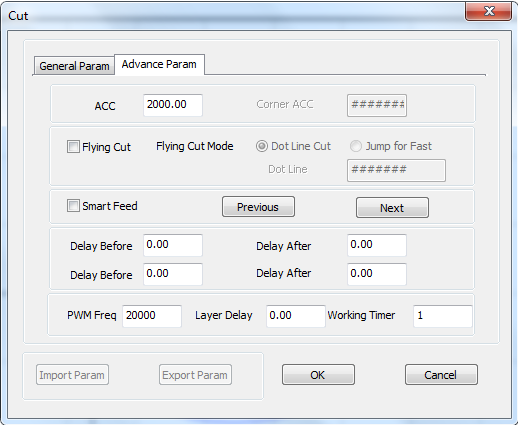 Cut
General Param Advance Param
ACC 2000.00 Corner ACC #######
Flying Cut Flying Cut Mode Dot Line Cut Jump for Fast
Dot Line #######
Smart Feed Previous Next
Delay Before 0.00 Delay After 0.00
Delay Before 0.00 Delay After 0.00
PWM Freq 20000 Layer Delay 0.00 Working Timer 1
Import Param Export Param OK Cancel